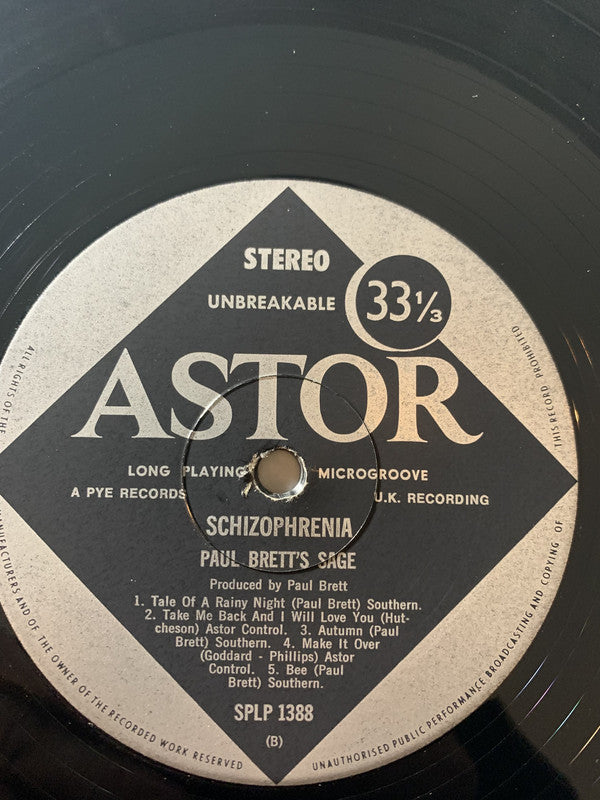 STEREO
UNBREAKABLE
33⅓
ASTOR
LONG PLAYING MICROGROOVE
A PYE RECORDS U.K. RECORDING
SCHIZOPHRENIA
PAUL BRETT'S SAGE
Produced by Paul Brett
1. Tale Of A Rainy Night (Paul Brett) Southern.
2. Take Me Back And I Will Love You (Hut-
cheson) Astor Control. 3. Autumn (Paul
Brett) Southern. 4. Make It Over
(Goddard - Phillips) Astor
Control. 5. Bee (Paul
Brett) Southern.
SPLP 1388
(B)
ALL RIGHTS OF THE
MANUFACTURERS AND OF THE OWNER OF THE RECORDED WORK RESERVED
UNAUTHORISED PUBLIC PERFORMANCE BROADCASTING AND COPYING OF
THIS RECORD PROHIBITED